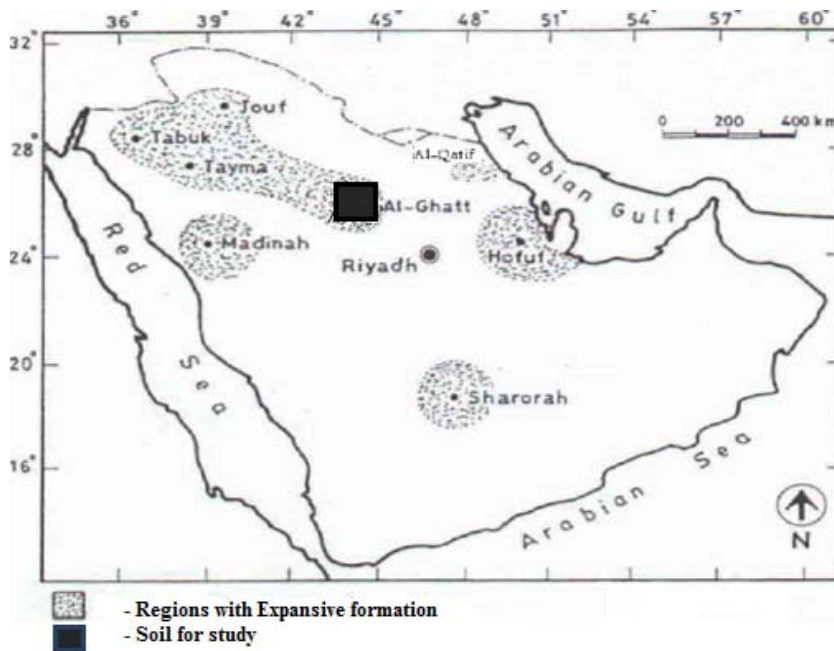 36° 39° 42° 45° 48° 51° 54° 57° 60°
32°
28°
24°
20°
16°
Jouf
Tabuk
Tayma
Al-Qatif
Al-Ghatt
Madinah
Riyadh
Hofuf
Sharorah
Red Sea
Arabian Gulf
Arabian Sea
0 200 400 km
N
- Regions with Expansive formation
- Soil for study